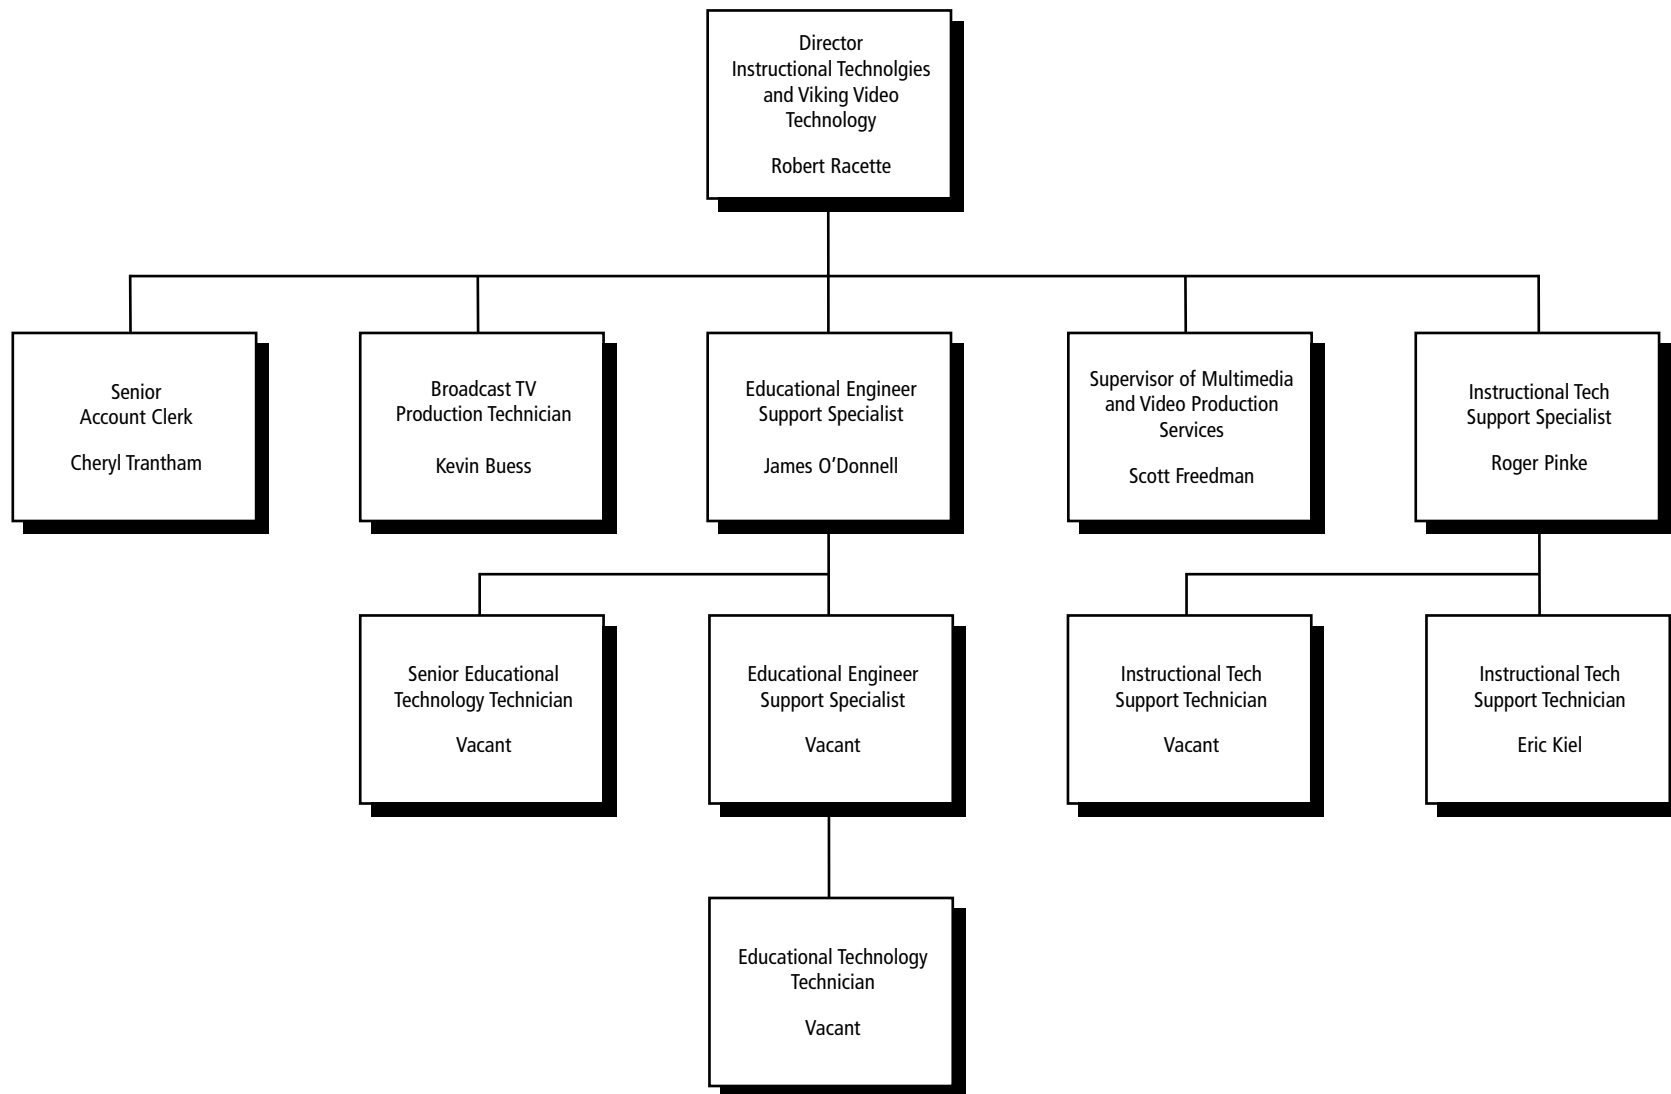 Director
Instructional Technolgies
and Viking Video
Technology
Robert Racette
Senior
Account Clerk
Cheryl Trantham
Broadcast TV
Production Technician
Kevin Buess
Educational Engineer
Support Specialist
James O’Donnell
Supervisor of Multimedia
and Video Production
Services
Scott Freedman
Instructional Tech
Support Specialist
Roger Pinke
Senior Educational
Technology Technician
Vacant
Educational Engineer
Support Specialist
Vacant
Instructional Tech
Support Technician
Vacant
Instructional Tech
Support Technician
Eric Kiel
Educational Technology
Technician
Vacant